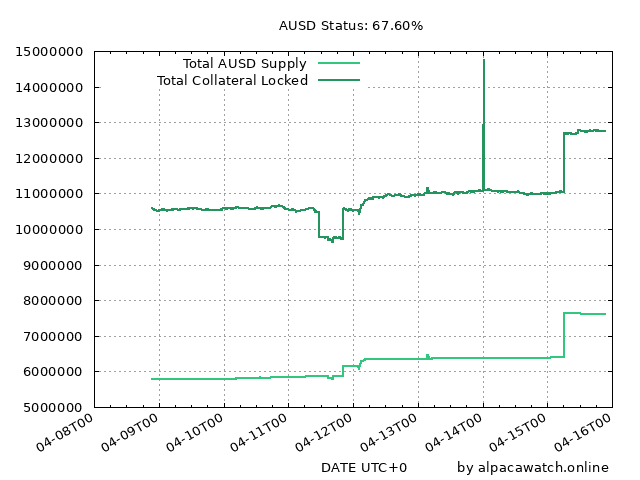 AUSD Status: 67.60%
15000000
14000000
13000000
12000000
11000000
10000000
9000000
8000000
7000000
6000000
5000000
Total AUSD Supply
Total Collateral Locked
04-08T00
04-09T00
04-10T00
04-11T00
04-12T00
04-13T00
04-14T00
04-15T00
04-16T00
DATE UTC+0
by alpacawatch.online